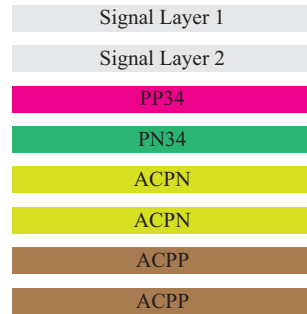 Signal Layer 1
Signal Layer 2
PP34
PN34
ACPN
ACPN
ACPP
ACPP